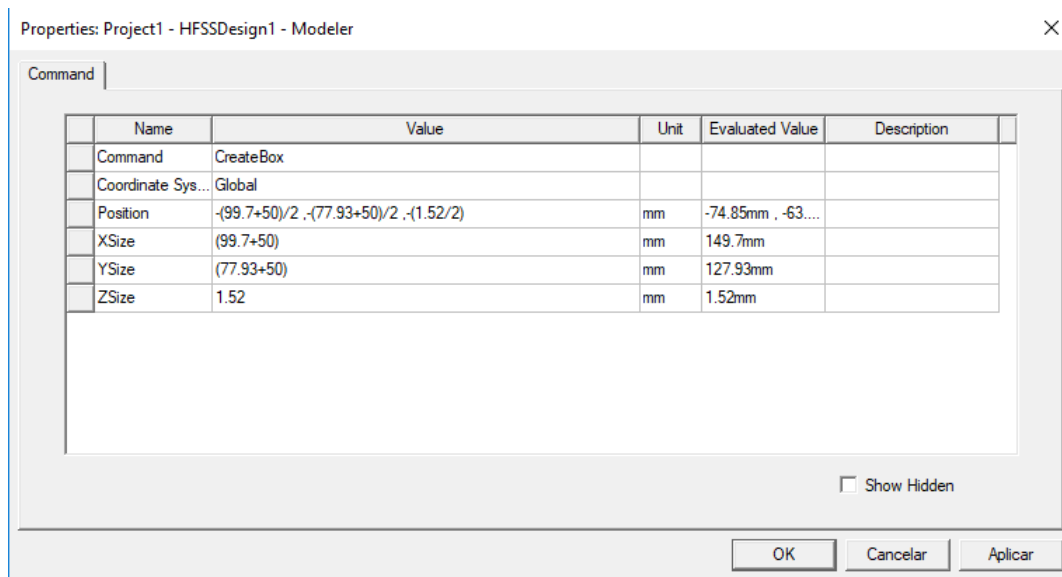 Properties: Project1 - HFSSDesign1 - Modeler
Command
Name Value Unit Evaluated Value Description
Command CreateBox
Coordinate Sys... Global
Position -(99.7+50)/2 ,-(77.93+50)/2 ,-(1.52/2) mm -74.85mm , -63....
XSize (99.7+50) mm 149.7mm
YSize (77.93+50) mm 127.93mm
ZSize 1.52 mm 1.52mm
Show Hidden
OK Cancelar Aplicar